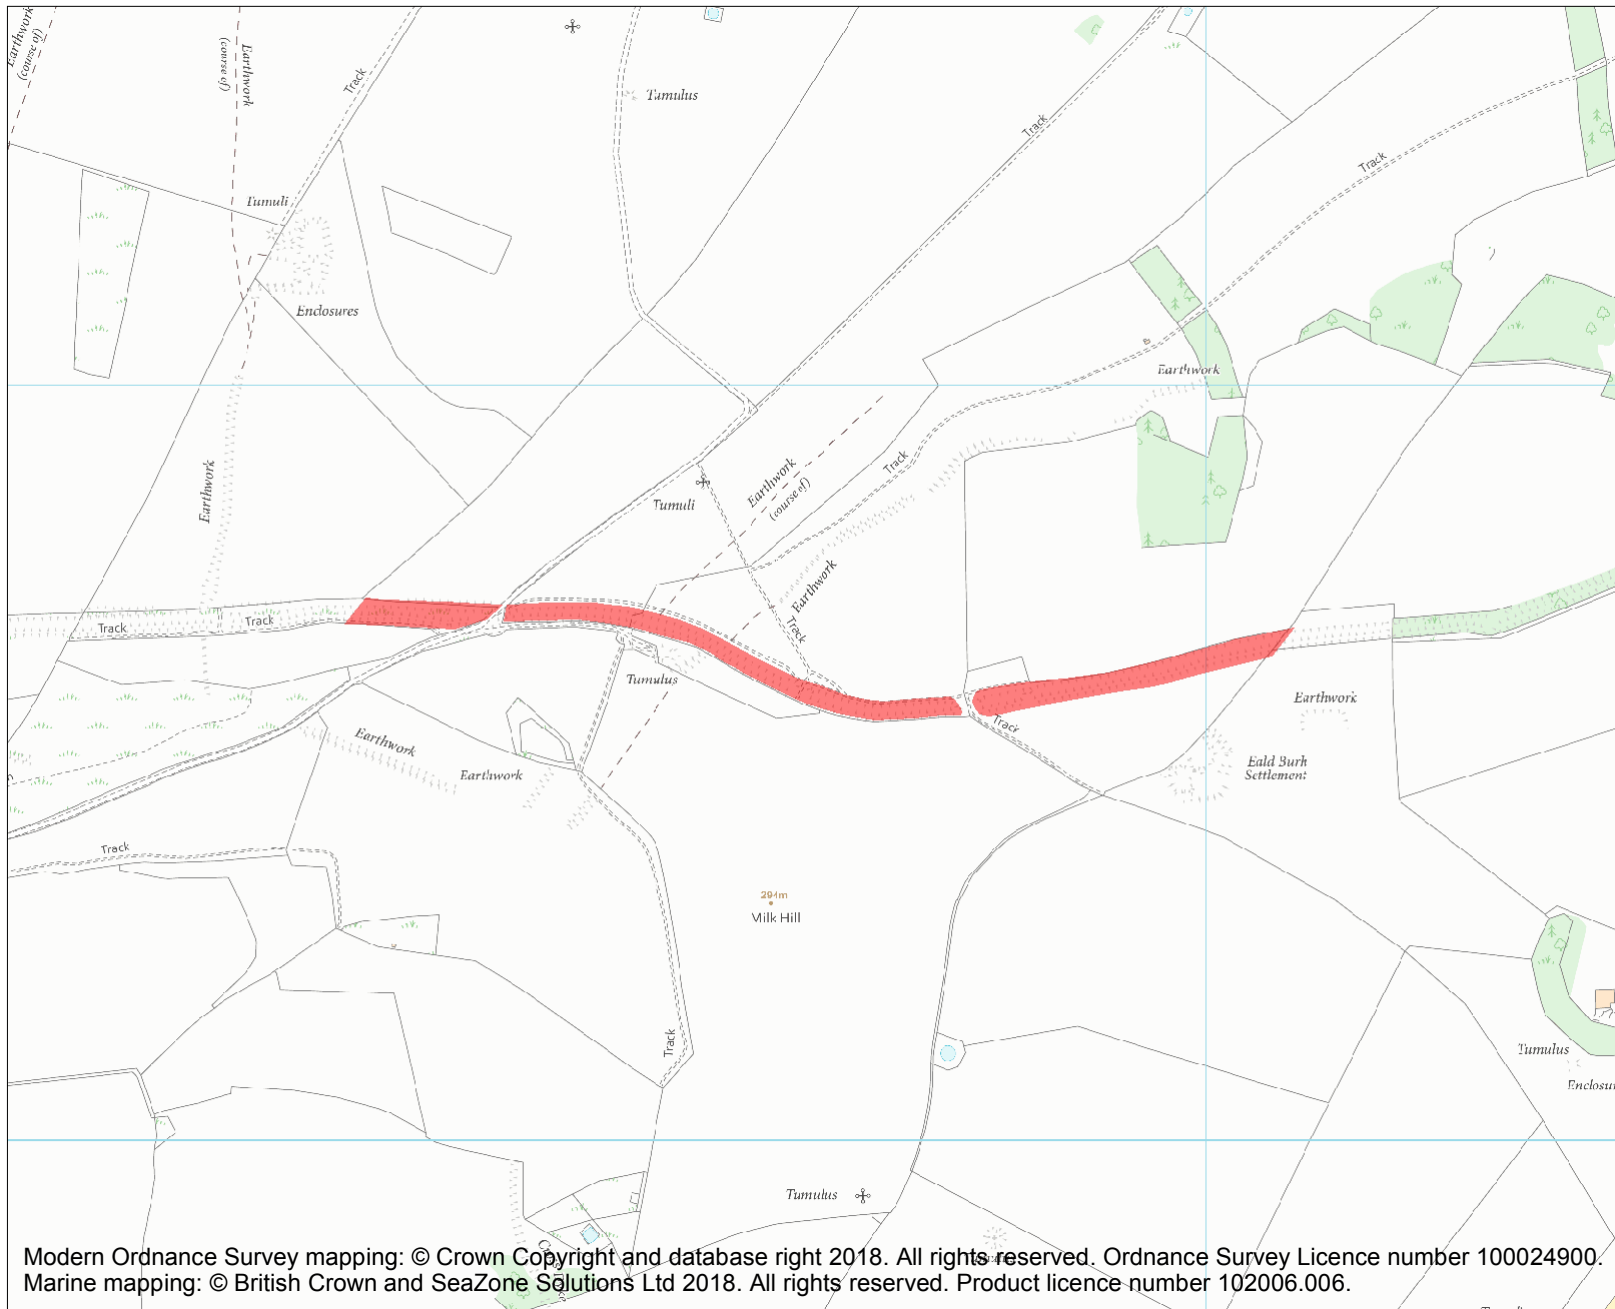 Earthwork
(course of)
Earthwork
(course of)
Track
Tumulus
Track
Track
Tumuli
Enclosures
Earthwork
Earthwork
Tumuli
Earthwork
(course of)
Track
Earthwork
Track
Track
Track
Tumulus
Track
Earthwork
Earthwork
Earthwork
Eald Burh
Settlement
Track
294m
Milk Hill
Track
Tumulus
Enclosu
Tumulus
Modern Ordnance Survey mapping: © Crown Copyright and database right 2018. All rights reserved. Ordnance Survey Licence number 100024900.
Marine mapping: © British Crown and SeaZone Solutions Ltd 2018. All rights reserved. Product licence number 102006.006.